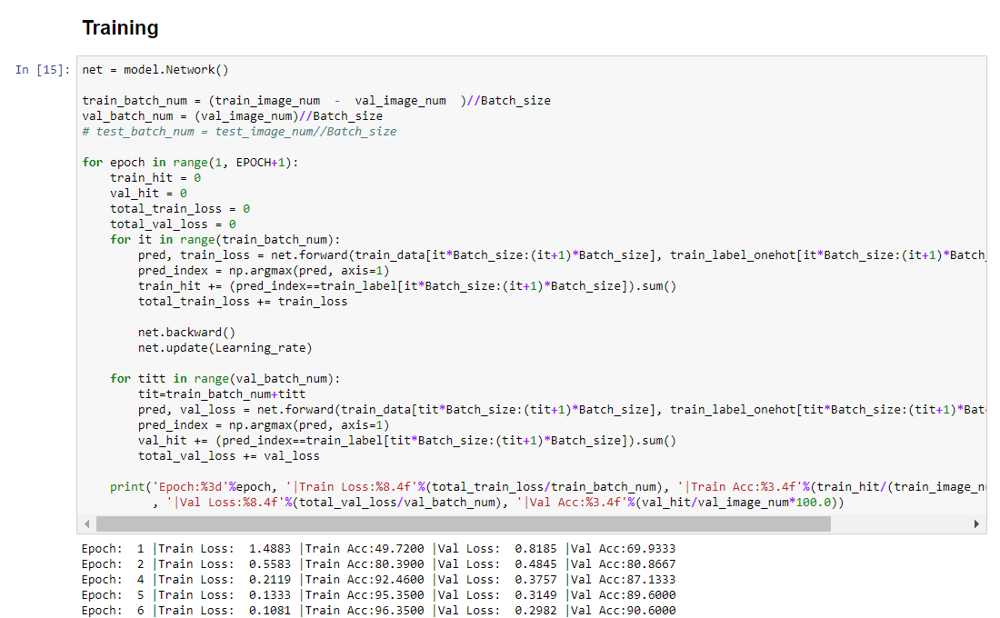 Training
In [15]:
net = model.Network()
train_batch_num = (train_image_num  -  val_image_num  )//Batch_size
val_batch_num = (val_image_num)//Batch_size
# test_batch_num = test_image_num//Batch_size
for epoch in range(1, EPOCH+1):
    train_hit = 0
    val_hit = 0
    total_train_loss = 0
    total_val_loss = 0
    for it in range(train_batch_num):
        pred, train_loss = net.forward(train_data[it*Batch_size:(it+1)*Batch_size], train_label_onehot[it*Batch_size:(it+1)*Batch_
        pred_index = np.argmax(pred, axis=1)
        train_hit += (pred_index==train_label[it*Batch_size:(it+1)*Batch_size]).sum()
        total_train_loss += train_loss
        net.backward()
        net.update(Learning_rate)
    for titt in range(val_batch_num):
        tit=train_batch_num+titt
        pred, val_loss = net.forward(train_data[tit*Batch_size:(tit+1)*Batch_size], train_label_onehot[tit*Batch_size:(tit+1)*Bat
        pred_index = np.argmax(pred, axis=1)
        val_hit += (pred_index==train_label[tit*Batch_size:(tit+1)*Batch_size]).sum()
        total_val_loss += val_loss
    print('Epoch:%3d'%epoch, '|Train Loss:%8.4f'%(total_train_loss/train_batch_num), '|Train Acc:%3.4f'%(train_hit/(train_image_n
          , '|Val Loss:%8.4f'%(total_val_loss/val_batch_num), '|Val Acc:%3.4f'%(val_hit/val_image_num*100.0))
Epoch:  1 |Train Loss:  1.4883 |Train Acc:49.7200 |Val Loss:  0.8185 |Val Acc:69.9333
Epoch:  2 |Train Loss:  0.5583 |Train Acc:80.3900 |Val Loss:  0.4845 |Val Acc:80.8667
Epoch:  4 |Train Loss:  0.2119 |Train Acc:92.4600 |Val Loss:  0.3757 |Val Acc:87.1333
Epoch:  5 |Train Loss:  0.1333 |Train Acc:95.3500 |Val Loss:  0.3149 |Val Acc:89.6000
Epoch:  6 |Train Loss:  0.1081 |Train Acc:96.3500 |Val Loss:  0.2982 |Val Acc:90.6000